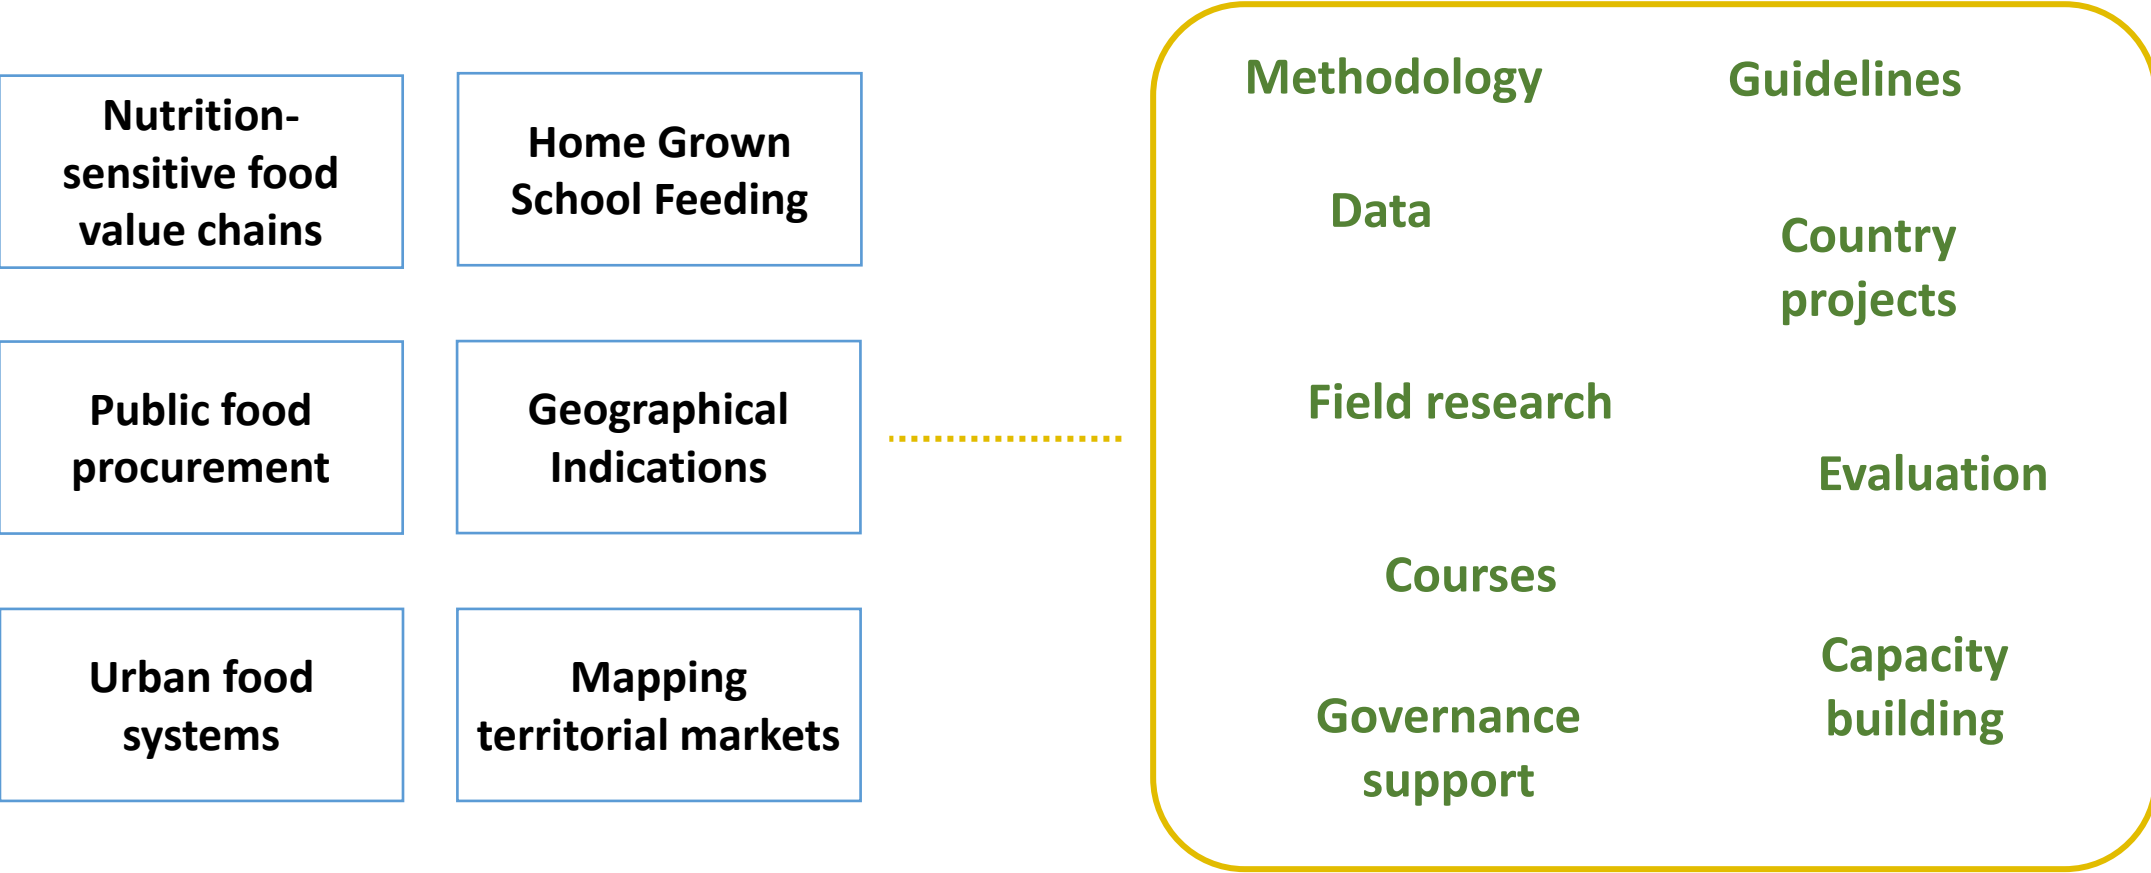 Nutrition-
sensitive food
value chains
Home Grown
School Feeding
Public food
procurement
Geographical
Indications
Urban food
systems
Mapping
territorial markets
Methodology
Guidelines
Data
Country
projects
Field research
Evaluation
Courses
Capacity
building
Governance
support